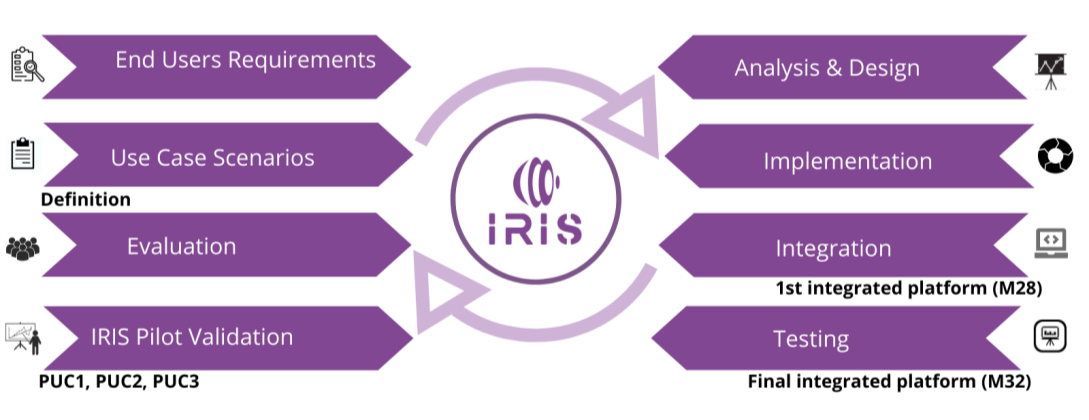 End Users Requirements
Use Case Scenarios
Definition
Evaluation
IRIS Pilot Validation
PUC1, PUC2, PUC3
IRIS
Analysis & Design
Implementation
Integration
1st integrated platform (M28)
Testing
Final integrated platform (M32)